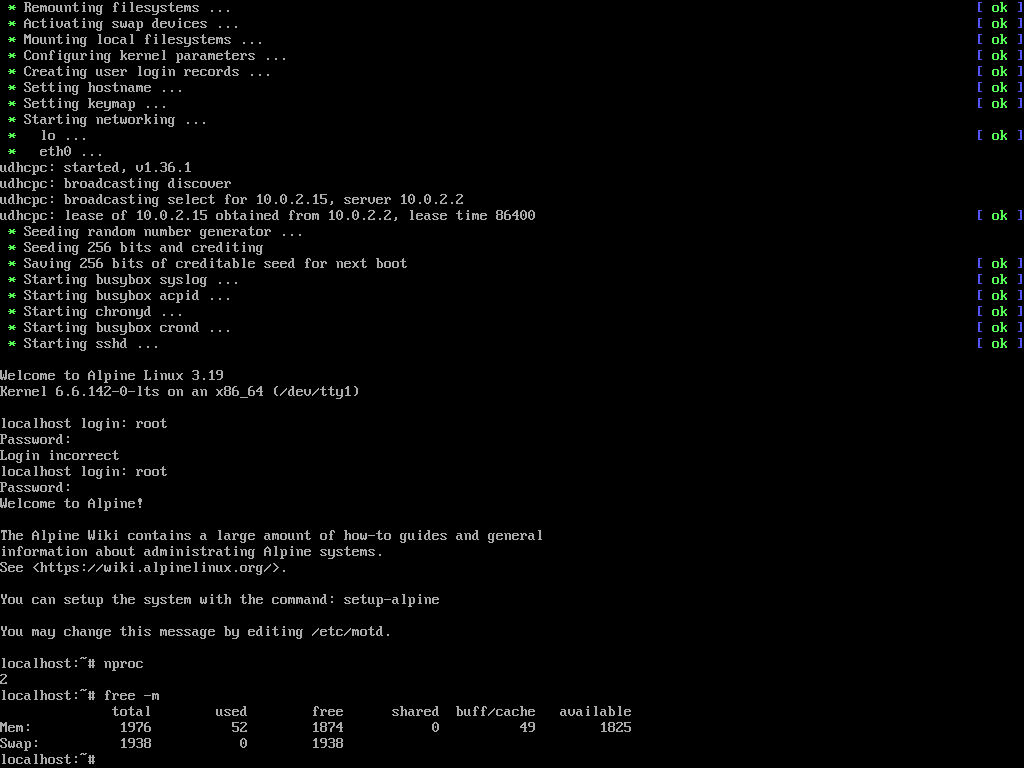 * Remounting filesystems ... [ ok ]
 * Activating swap devices ... [ ok ]
 * Mounting local filesystems ... [ ok ]
 * Configuring kernel parameters ... [ ok ]
 * Creating user login records ... [ ok ]
 * Setting hostname ... [ ok ]
 * Setting keymap ... [ ok ]
 * Starting networking ...
 *   lo ... [ ok ]
 *   eth0 ...
udhcpc: started, v1.36.1
udhcpc: broadcasting discover
udhcpc: broadcasting select for 10.0.2.15, server 10.0.2.2
udhcpc: lease of 10.0.2.15 obtained from 10.0.2.2, lease time 86400 [ ok ]
 * Seeding random number generator ...
 * Seeding 256 bits and crediting
 * Saving 256 bits of creditable seed for next boot [ ok ]
 * Starting busybox syslog ... [ ok ]
 * Starting busybox acpid ... [ ok ]
 * Starting chronyd ... [ ok ]
 * Starting busybox crond ... [ ok ]
 * Starting sshd ... [ ok ]

Welcome to Alpine Linux 3.19
Kernel 6.6.142-0-lts on an x86_64 (/dev/tty1)

localhost login: root
Password:
Login incorrect
localhost login: root
Password:
Welcome to Alpine!

The Alpine Wiki contains a large amount of how-to guides and general
information about administrating Alpine systems.
See <https://wiki.alpinelinux.org/>.

You can setup the system with the command: setup-alpine

You may change this message by editing /etc/motd.

localhost:~# nproc
2
localhost:~# free -m
              total        used        free      shared  buff/cache   available
Mem:           1976          52        1874           0          49        1825
Swap:          1938           0        1938
localhost:~#